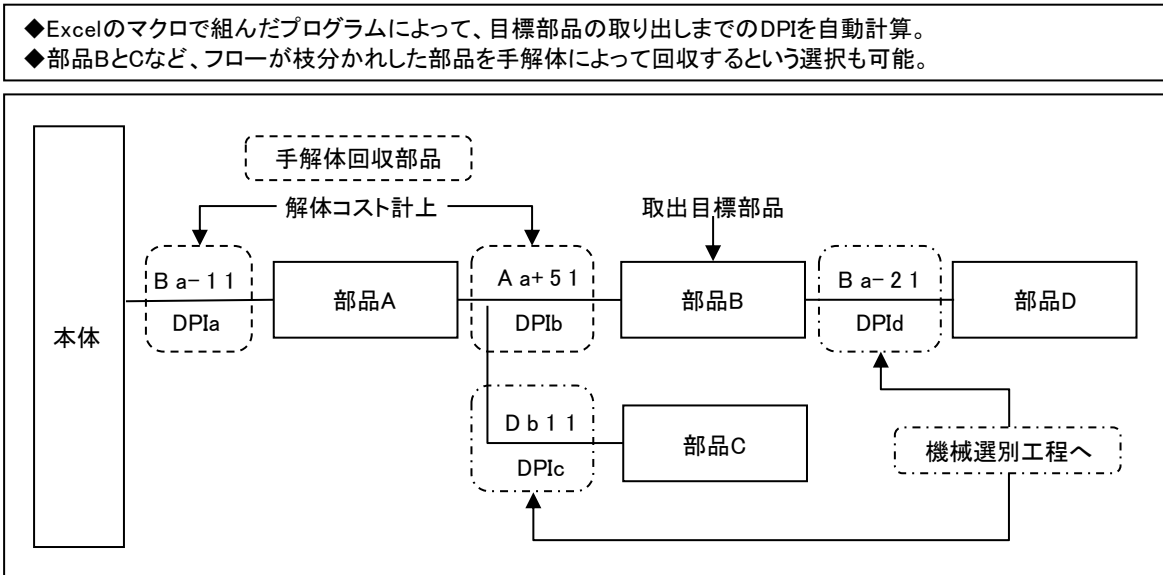 ◆Excelのマクロで組んだプログラムによって、目標部品の取り出しまでのDPIを自動計算。
◆部品BとCなど、フローが枝分かれした部品を手解体によって回収するという選択も可能。
手解体回収部品
解体コスト計上
取出目標部品
本体
Ba-11
DPIa
部品A
Aa+51
DPIb
部品B
Ba-21
DPId
部品D
Db11
DPIc
部品C
機械選別工程へ